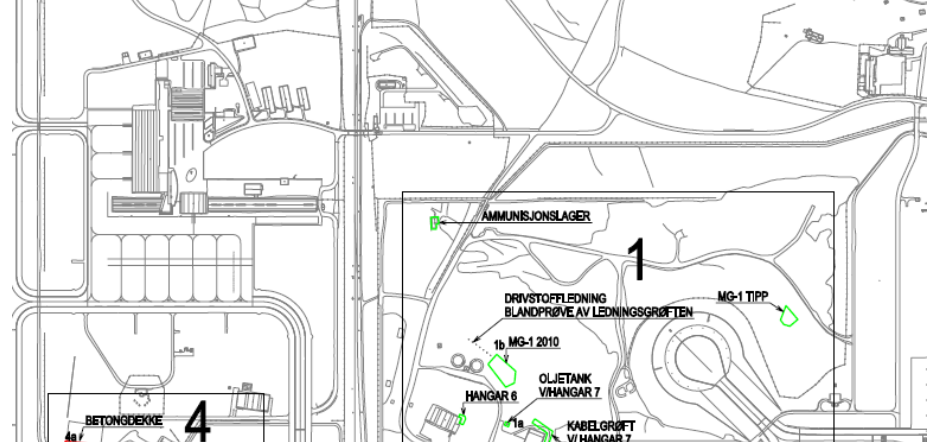 AMMUNISJONSLAGER
1
MG-1 TIPP
DRIVSTOFFLEDNING
BLANDPRØVE AV LEDNINGSGRØFTEN
1b MG-1 2010
OLJETANK
V/HANGAR 7
HANGAR 6
1a
KABELGRØFT
V/ HANGAR 7
4
BETONGDEKKE
4a